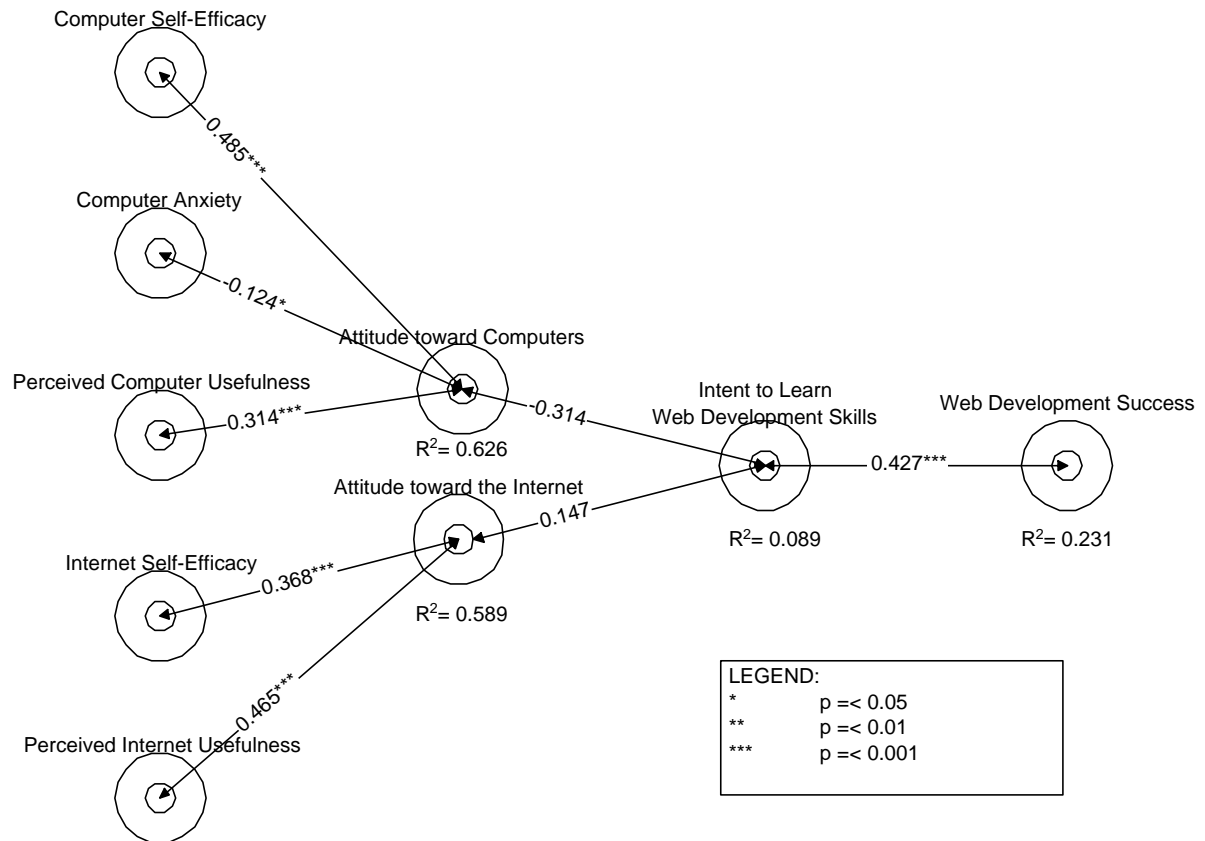 Computer Self-Efficacy
0.485***
Computer Anxiety
-0.124*
Attitude toward Computers
Perceived Computer Usefulness
0.314***
R²= 0.626
-0.314
Intent to Learn
Web Development Skills
Web Development Success
0.427***
Attitude toward the Internet
0.147
R²= 0.089
R²= 0.231
Internet Self-Efficacy
0.368***
R²= 0.589
0.465***
Perceived Internet Usefulness
LEGEND:
* p =< 0.05
** p =< 0.01
*** p =< 0.001